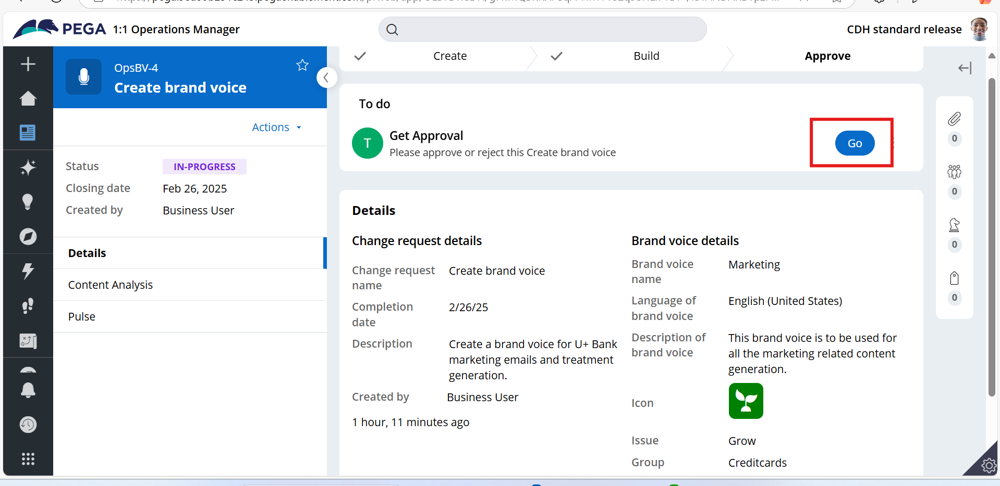 PEGA 1:1 Operations Manager
CDH standard release
OpsBV-4
Create brand voice
Actions
Status IN-PROGRESS
Closing date Feb 26, 2025
Created by Business User
Details
Content Analysis
Pulse
Create Build Approve
To do
T
Get Approval
Please approve or reject this Create brand voice
Go
Details
Change request details
Change request
name
Create brand voice
Completion
date
2/26/25
Description
Create a brand voice for U+ Bank
marketing emails and treatment
generation.
Created by Business User
1 hour, 11 minutes ago
Brand voice details
Brand voice
name
Marketing
Language of
brand voice
English (United States)
Description of
brand voice
This brand voice is to be used for
all the marketing related content
generation.
Icon
Issue Grow
Group Creditcards
0
0
0
0